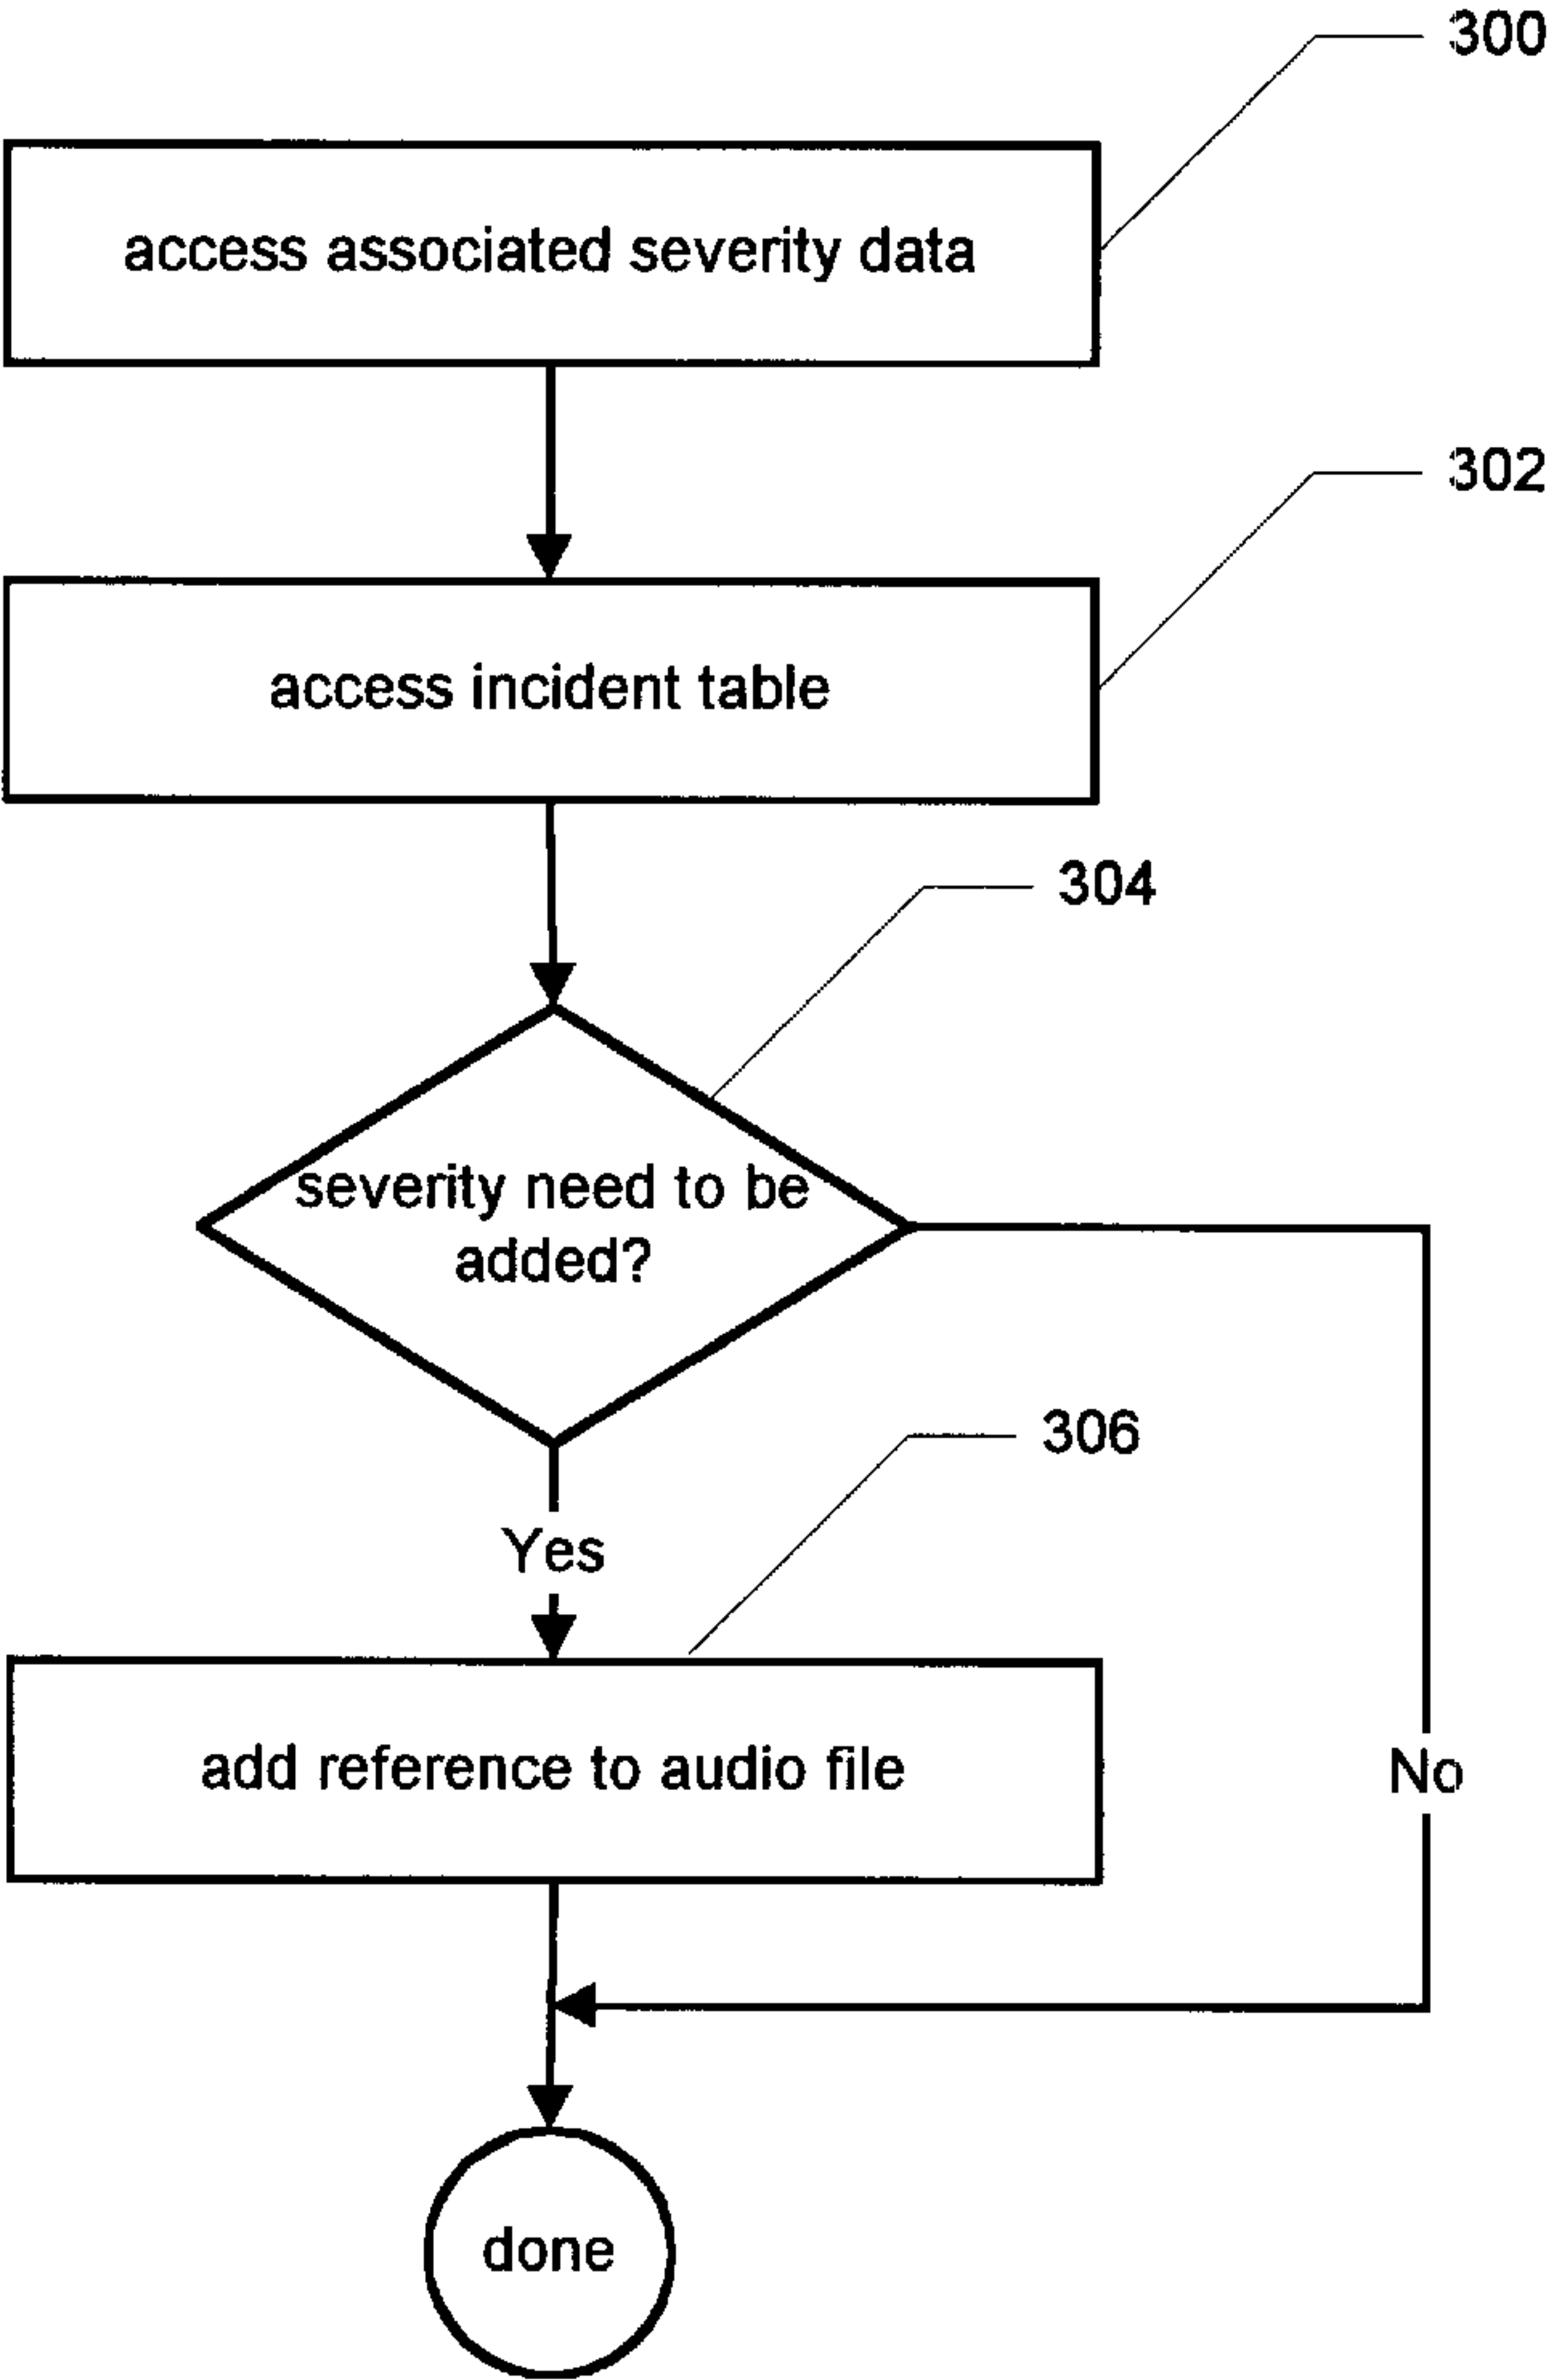 300
access associated severity data
302
access incident table
304
severity need to be
added?
306
Yes
add reference to audio file
No
done